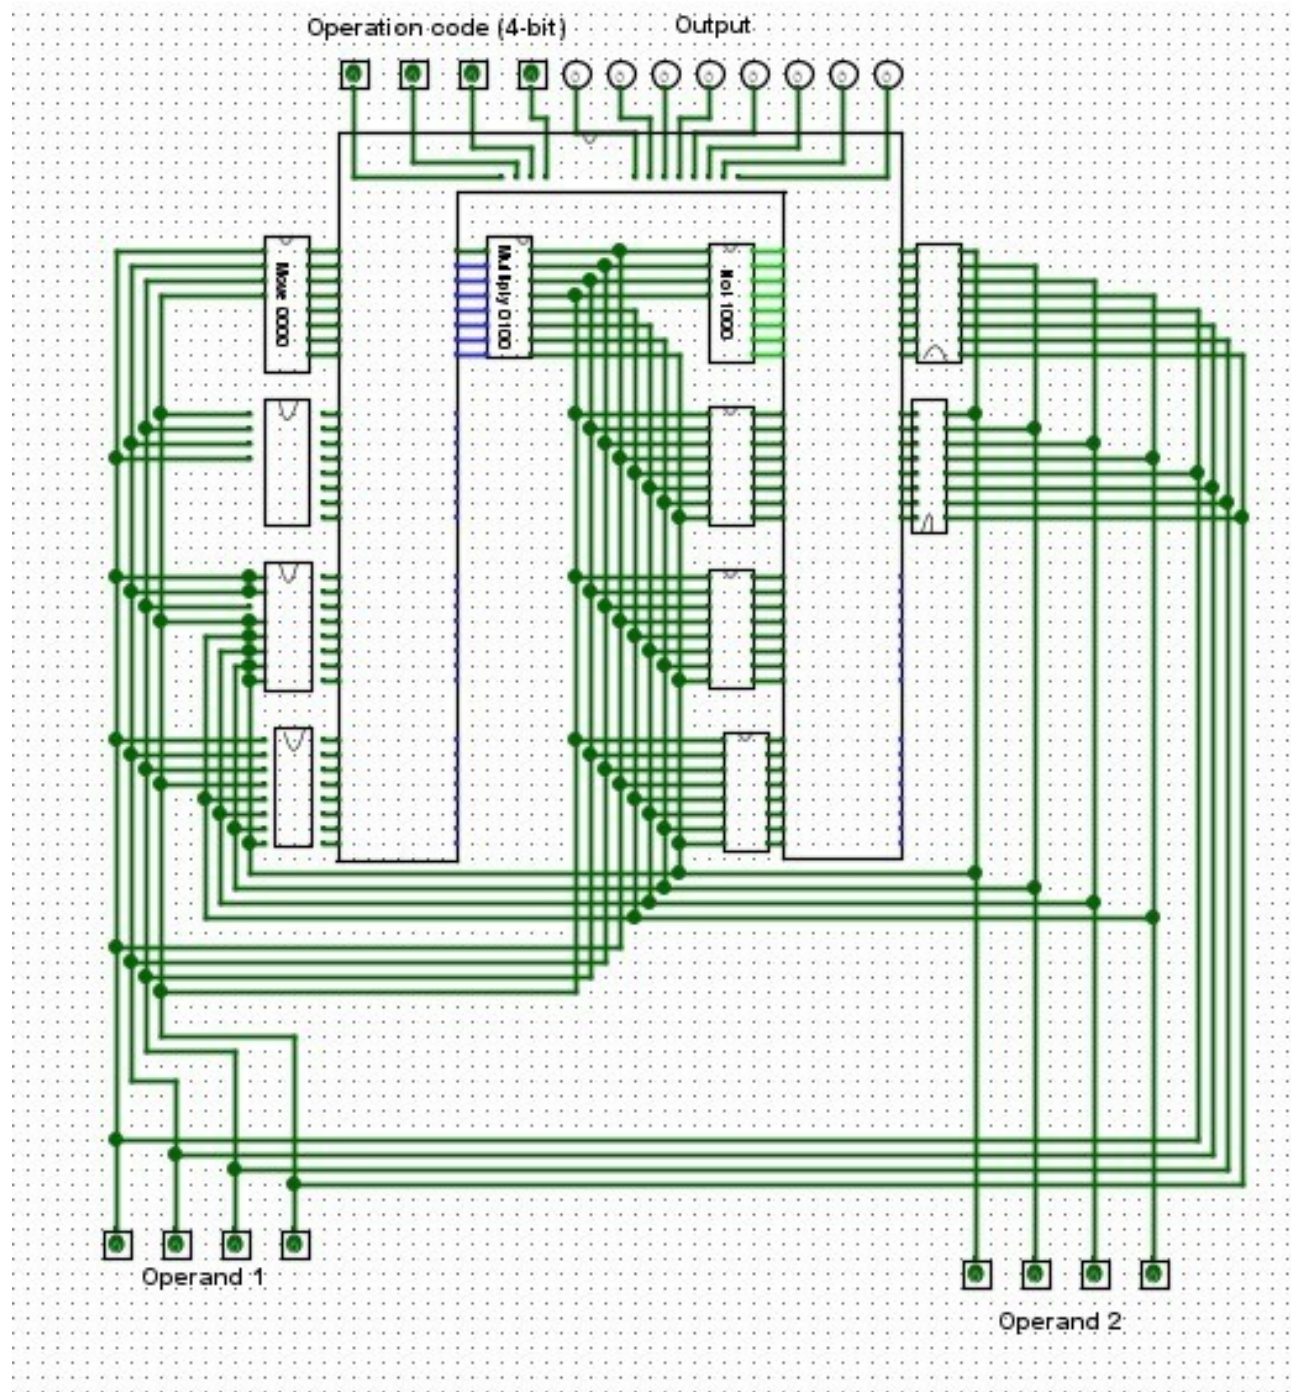 Operation code (4-bit)
Output
Move 0000
Multiply 0100
Not 1000
Operand 1
Operand 2